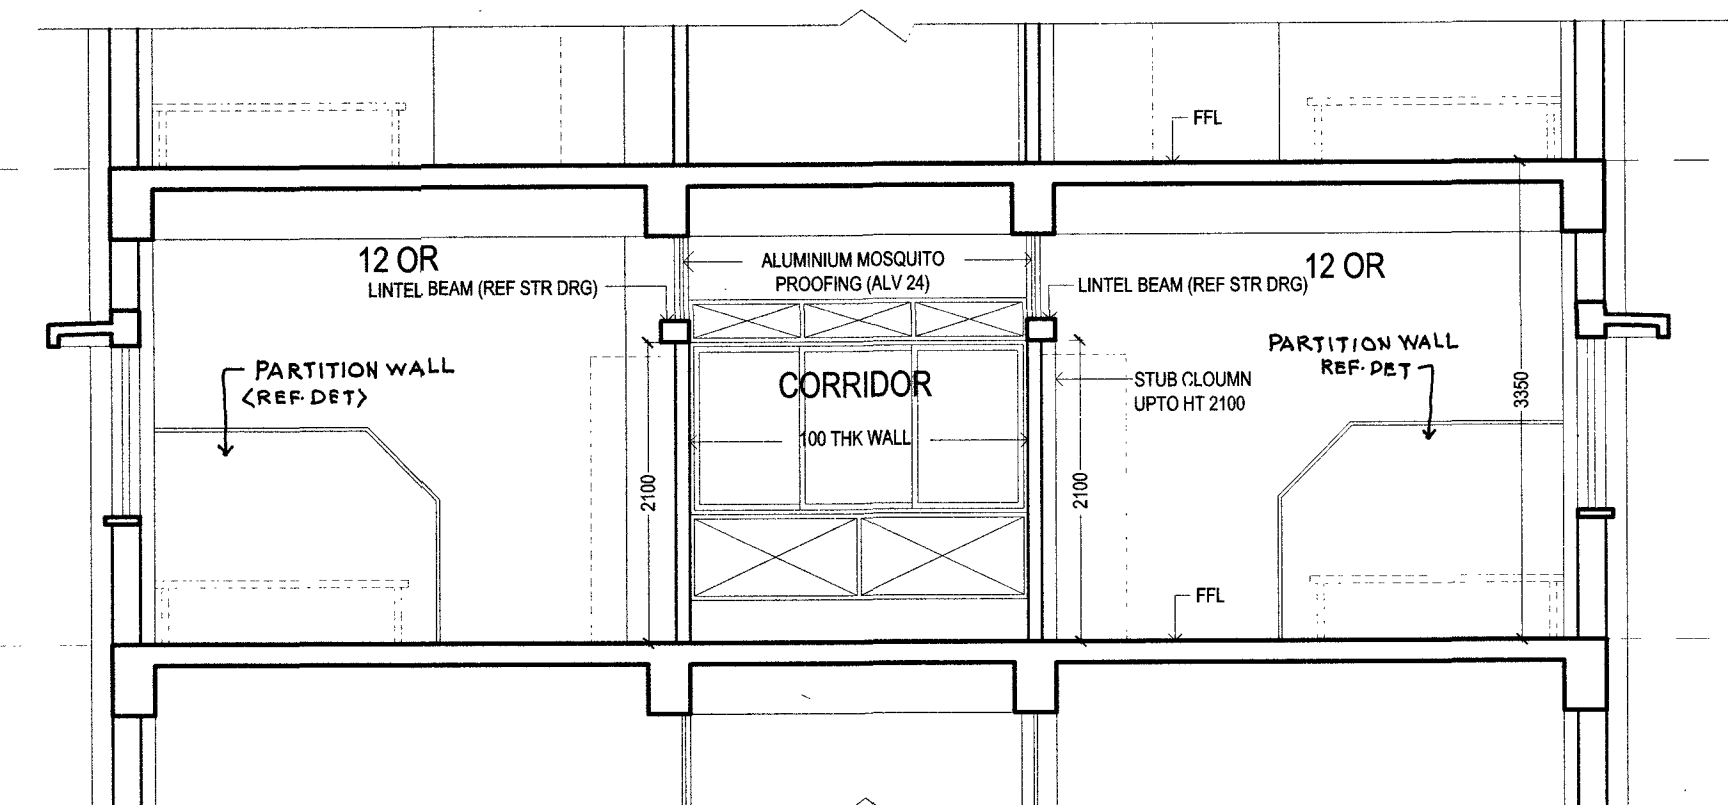 FFL
12 OR
ALUMINIUM MOSQUITO
PROOFING (ALV 24)
12 OR
LINTEL BEAM (REF STR DRG)
LINTEL BEAM (REF STR DRG)
PARTITION WALL
<REF. DET>
CORRIDOR
STUB CLOUMN
UPTO HT 2100
PARTITION WALL
REF. DET
3350
100 THK WALL
2100
2100
FFL